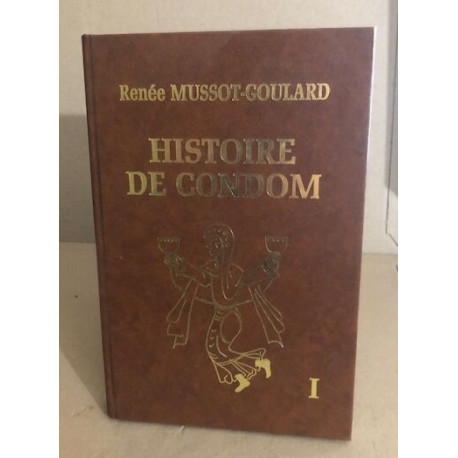 Renée MUSSOT-GOULARD
HISTOIRE
DE CONDOM
I